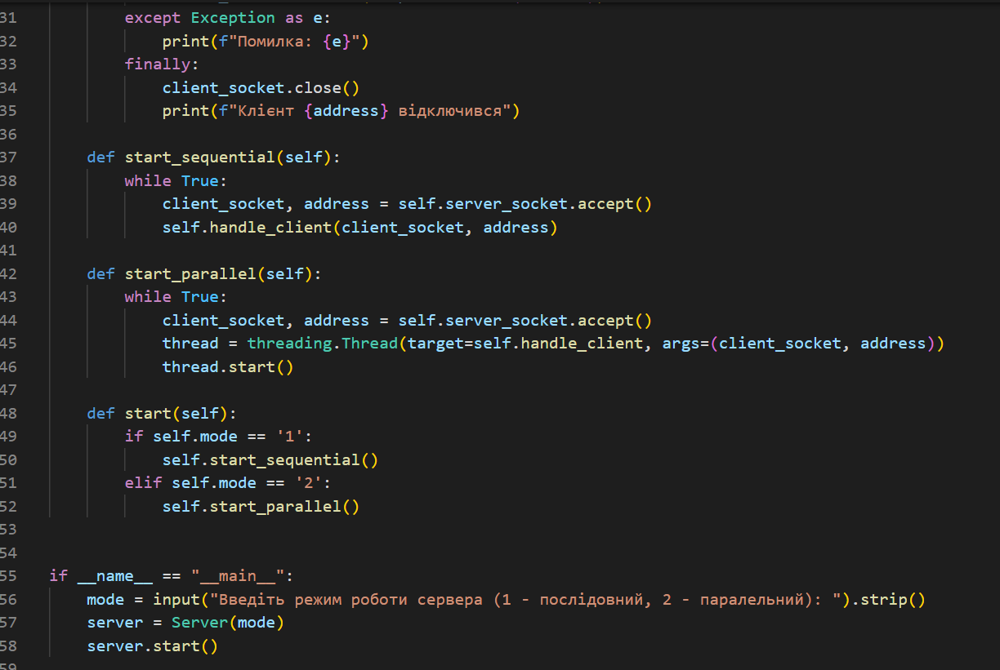 31 except Exception as e:
32 print(f"Помилка: {e}")
33 finally:
34 client_socket.close()
35 print(f"Клієнт {address} відключився")
36
37 def start_sequential(self):
38 while True:
39 client_socket, address = self.server_socket.accept()
40 self.handle_client(client_socket, address)
41
42 def start_parallel(self):
43 while True:
44 client_socket, address = self.server_socket.accept()
45 thread = threading.Thread(target=self.handle_client, args=(client_socket, address))
46 thread.start()
47
48 def start(self):
49 if self.mode == '1':
50 self.start_sequential()
51 elif self.mode == '2':
52 self.start_parallel()
53
54
55 if __name__ == "__main__":
56 mode = input("Введіть режим роботи сервера (1 - послідовний, 2 - паралельний): ").strip()
57 server = Server(mode)
58 server.start()
59